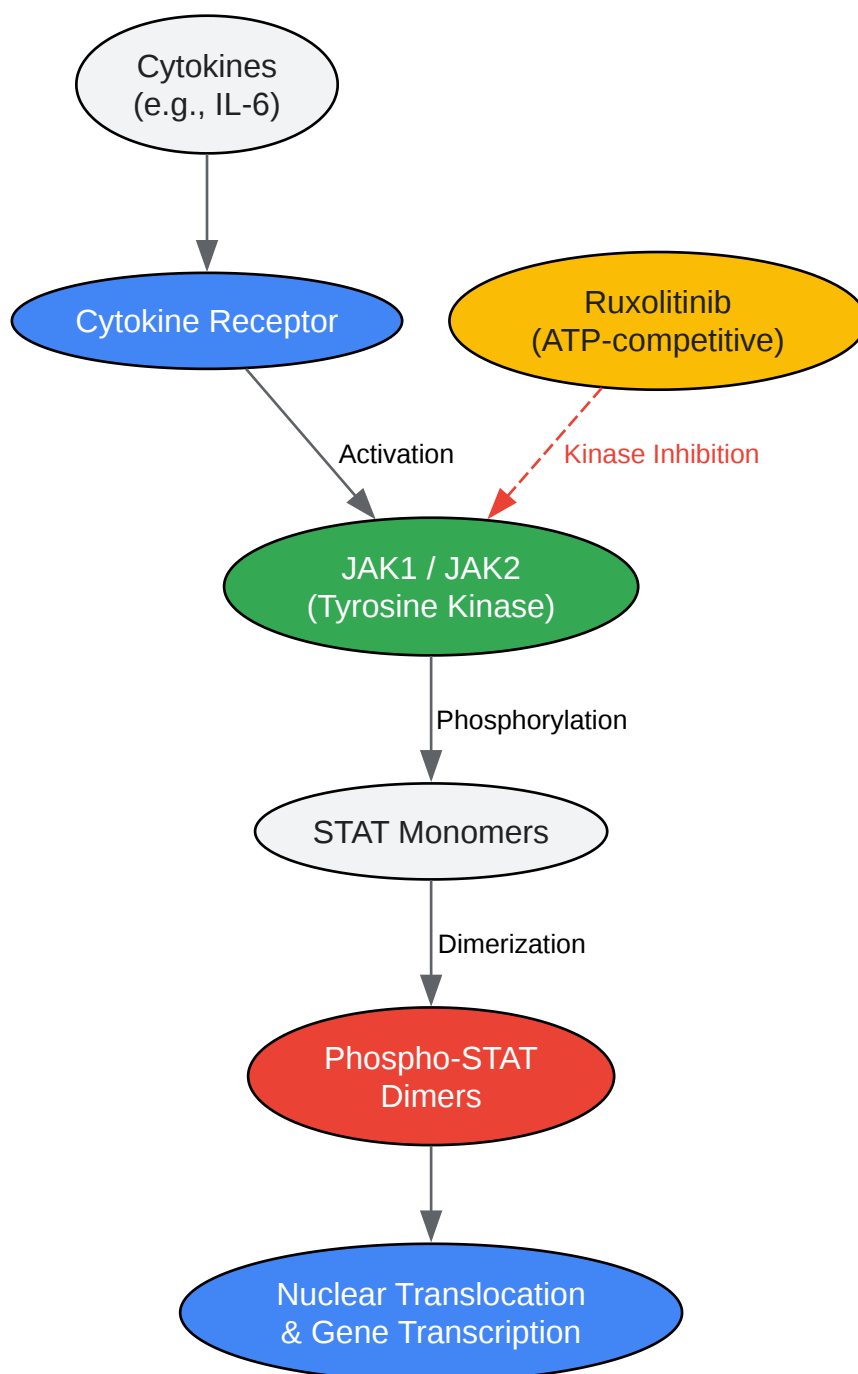 Cytokines
(e.g., IL-6)
Cytokine Receptor
Ruxolitinib
(ATP-competitive)
Activation
Kinase Inhibition
JAK1 / JAK2
(Tyrosine Kinase)
Phosphorylation
STAT Monomers
Dimerization
Phospho-STAT
Dimers
Nuclear Translocation
& Gene Transcription